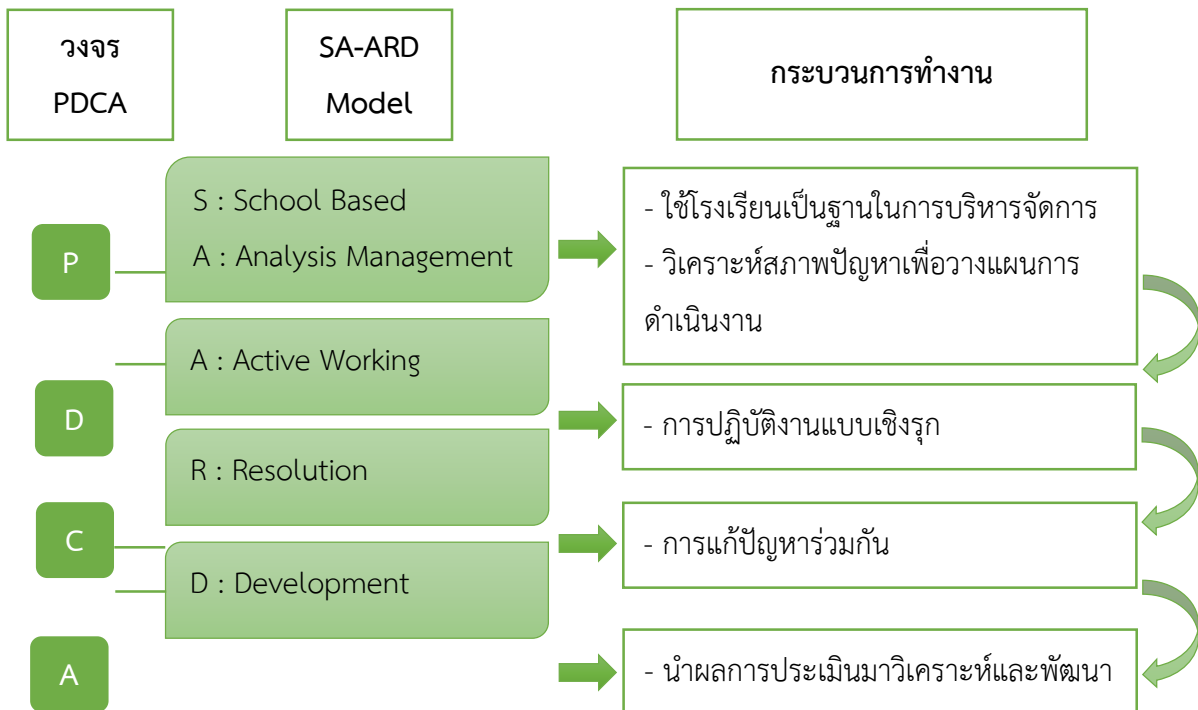 วงจร
PDCA
SA-ARD
Model
กระบวนการทำงาน
P
S : School Based
A : Analysis Management
- ใช้โรงเรียนเป็นฐานในการบริหารจัดการ
- วิเคราะห์สภาพปัญหาเพื่อวางแผนการ
ดำเนินงาน
D
A : Active Working
- การปฏิบัติงานแบบเชิงรุก
C
R : Resolution
- การแก้ปัญหาร่วมกัน
A
D : Development
- นำผลการประเมินมาวิเคราะห์และพัฒนา